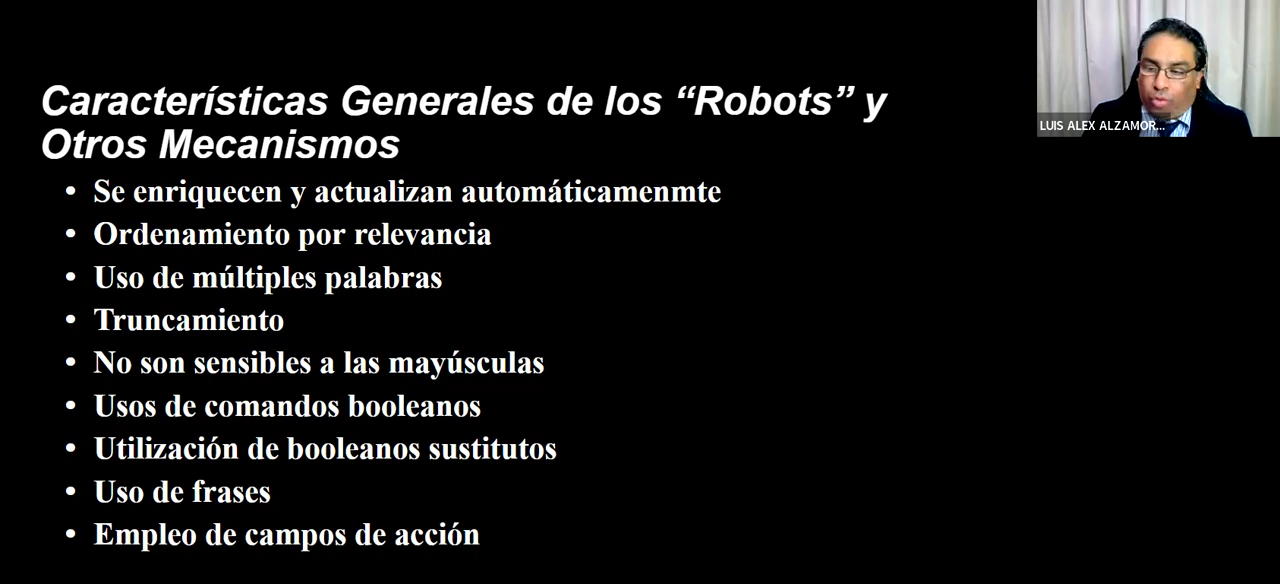 Características Generales de los “Robots” y
Otros Mecanismos
• Se enriquecen y actualizan automáticamenmte
• Ordenamiento por relevancia
• Uso de múltiples palabras
• Truncamiento
• No son sensibles a las mayúsculas
• Usos de comandos booleanos
• Utilización de booleanos sustitutos
• Uso de frases
• Empleo de campos de acción
LUIS ALEX ALZAMOR...